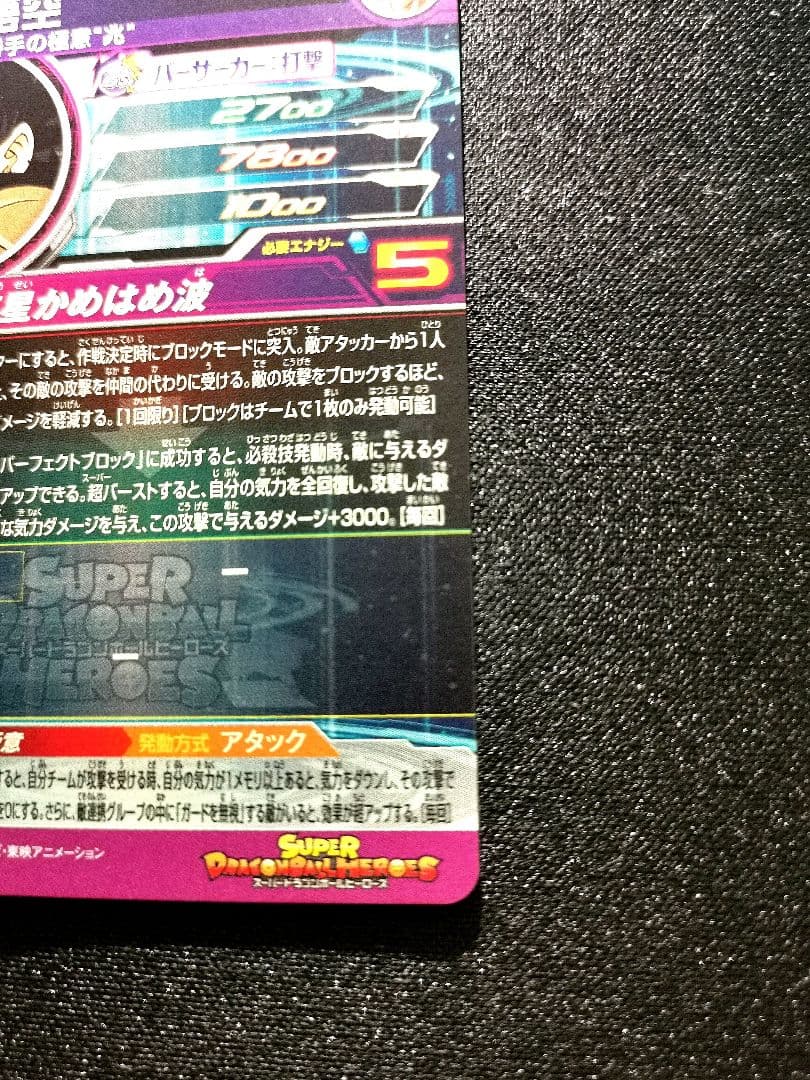 悟空
手の極意"兆"
バーサーカー:打撃
2700
7800
1000
必要エナジー 5
星かめはめ波
ーにすると、作戦決定時にブロックモードに突入。敵アタッカーから1人
、その敵の攻撃を仲間の代わりに受ける。敵の攻撃をブロックするほど、
メージを軽減する。[1回限り][ブロックはチームで1枚のみ発動可能]
パーフェクトブロック」に成功すると、必殺技発動時、敵に与えるダ
アップできる。超バーストすると、自分の気力を全回復し、攻撃した敵
な気力ダメージを与え、この攻撃で与えるダメージ+3000。[毎回]
SUPER
DRAGONBALL
スーパードラゴンボールヒーローズ
HEROES
意 発動方式 アタック
すると、自分チームが攻撃を受ける時、自分の気力が1メモリ以上あると、気力をダウンし、その攻撃で
を0にする。さらに、敵連携グループの中に「ガードを無視」する敵がいると、効果が超アップする。[毎回]
・東映アニメーション
SUPER
DRAGONBALL HEROES
スーパードラゴンボールヒーローズ